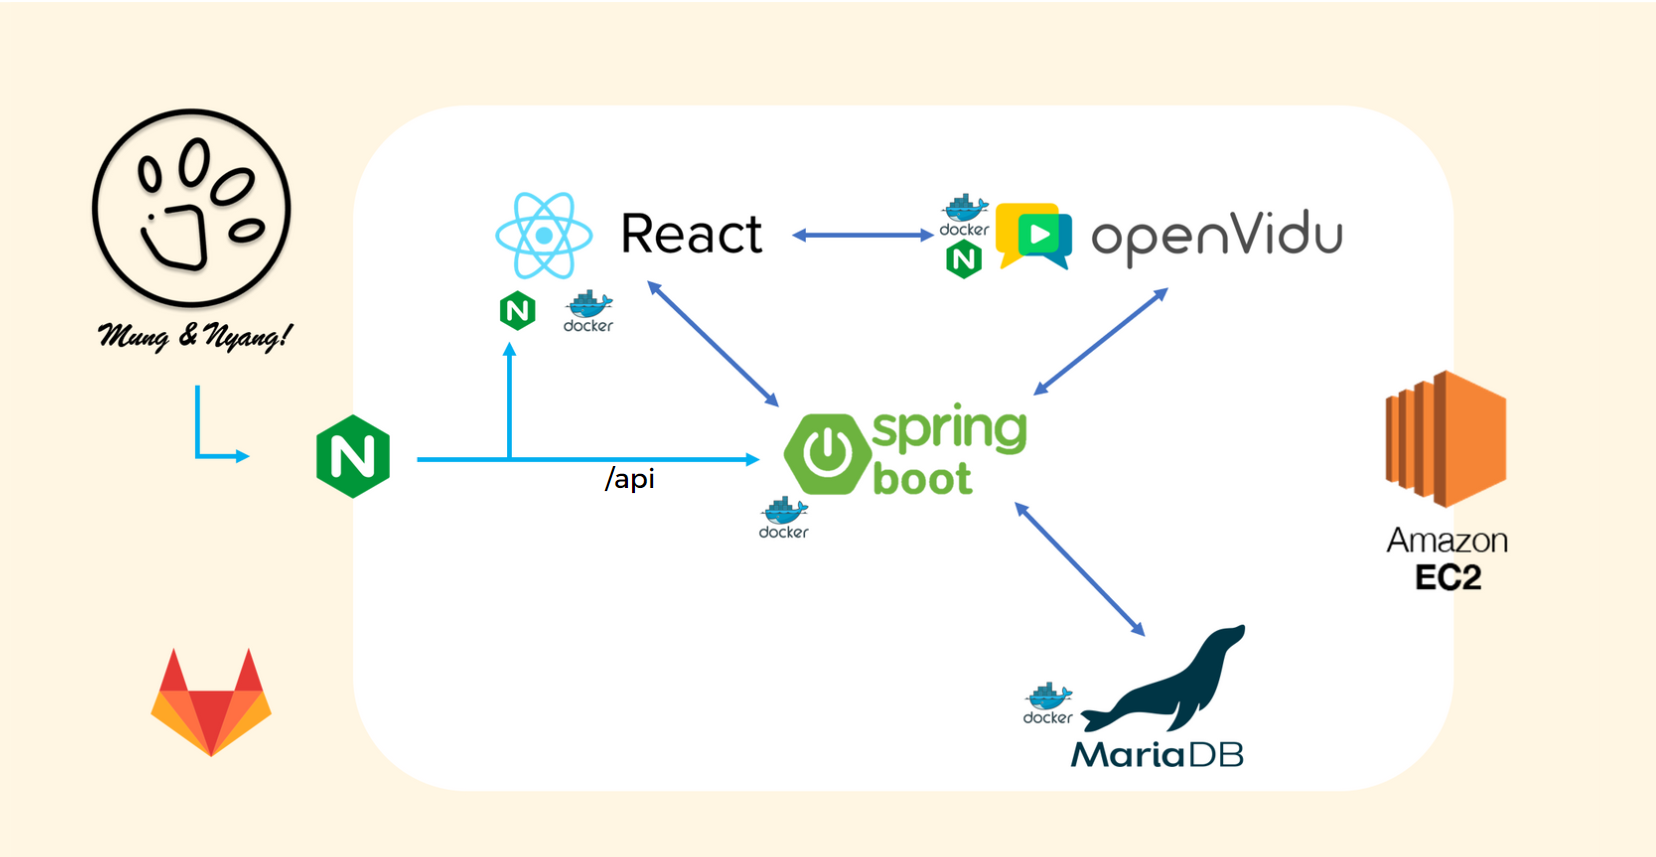 Mung & Nyang!
React
docker
N
docker
N
openVidu
N
/api
spring
boot
docker
Amazon
EC2
docker
MariaDB